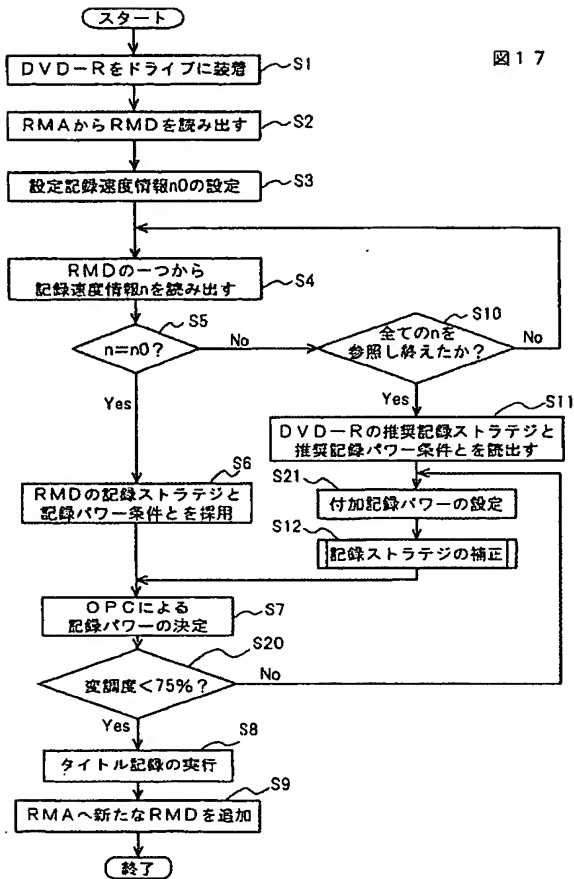 スタート
図17
DVD-Rをドライブに装着
S1
RMAからRMDを読み出す
S2
設定記録速度情報n0の設定
S3
RMDの一つから
記録速度情報nを読み出す
S4
S5
n=n0?
No
S10
全てのnを
参照し終えたか?
No
Yes
Yes
S11
DVD-Rの推奨記録ストラテジと
推奨記録パワー条件とを読出す
S6
RMDの記録ストラテジと
記録パワー条件とを採用
S21
付加記録パワーの設定
S12
記録ストラテジの補正
OPCによる
記録パワーの決定
S7
S20
変調度<75%?
No
Yes
S8
タイトル記録の実行
S9
RMAへ新たなRMDを追加
終了